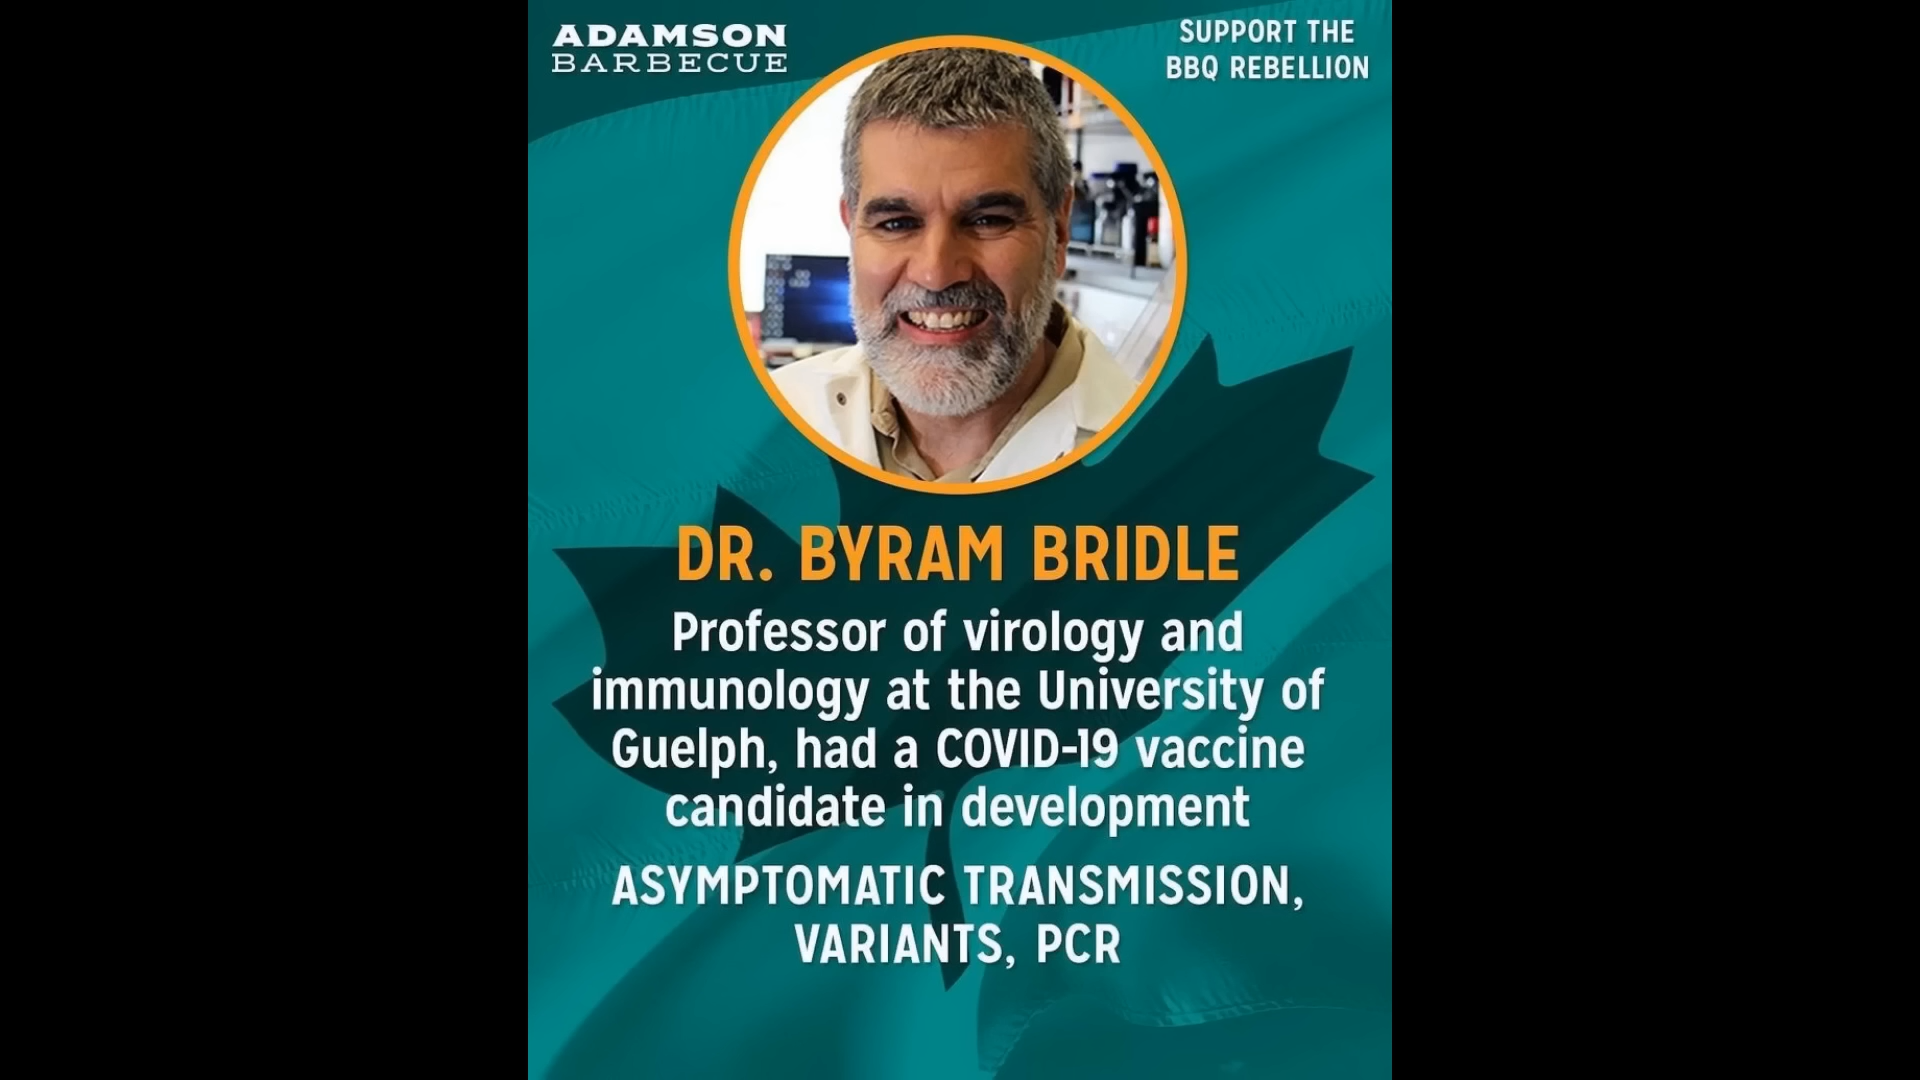 ADAMSON
BARBECUE
SUPPORT THE
BBQ REBELLION
DR. BYRAM BRIDLE
Professor of virology and
immunology at the University of
Guelph, had a COVID-19 vaccine
candidate in development
ASYMPTOMATIC TRANSMISSION,
VARIANTS, PCR